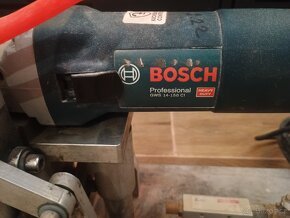 BOSCH
Professional
GWS 14-150 CI
HEAVY
DUTY